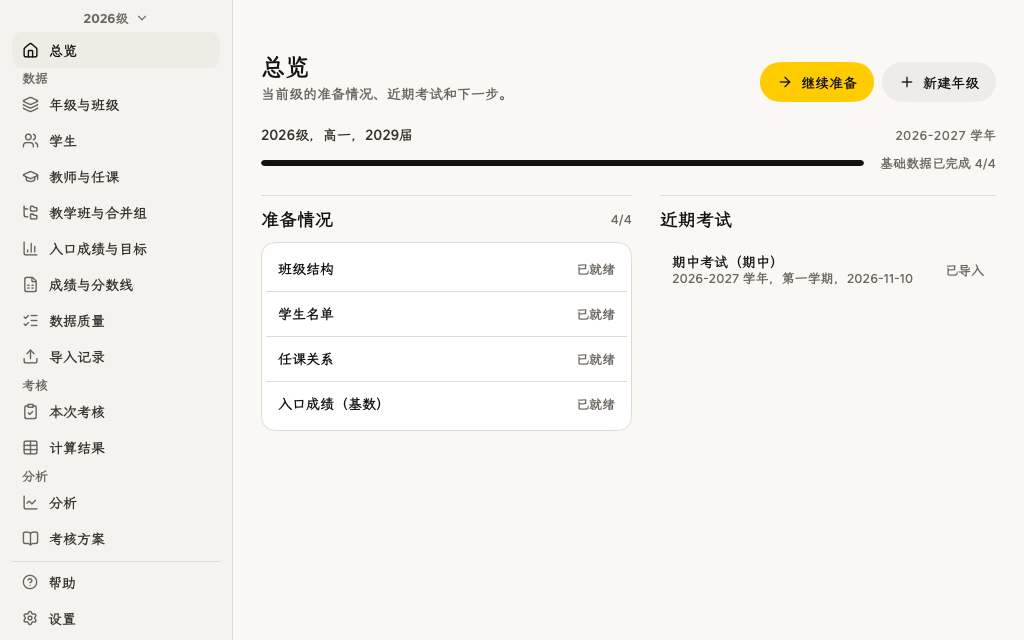 2026级
总览
数据
年级与班级
学生
教师与任课
教学班与合并组
入口成绩与目标
成绩与分数线
数据质量
导入记录
考核
本次考核
计算结果
分析
分析
考核方案
帮助
设置
总览
当前级的准备情况、近期考试和下一步。
继续准备
新建年级
2026级，高一，2029届
2026-2027 学年
基础数据已完成 4/4
准备情况
4/4
班级结构
已就绪
学生名单
已就绪
任课关系
已就绪
入口成绩（基数）
已就绪
近期考试
期中考试（期中）
2026-2027 学年，第一学期，2026-11-10
已导入